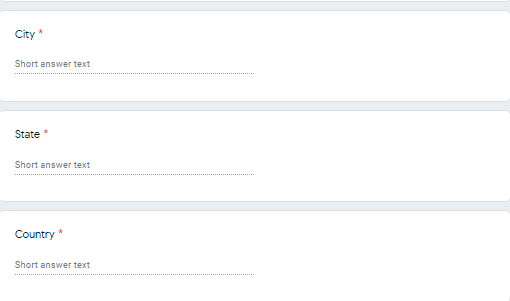 City *
Short answer text
State *
Short answer text
Country *
Short answer text